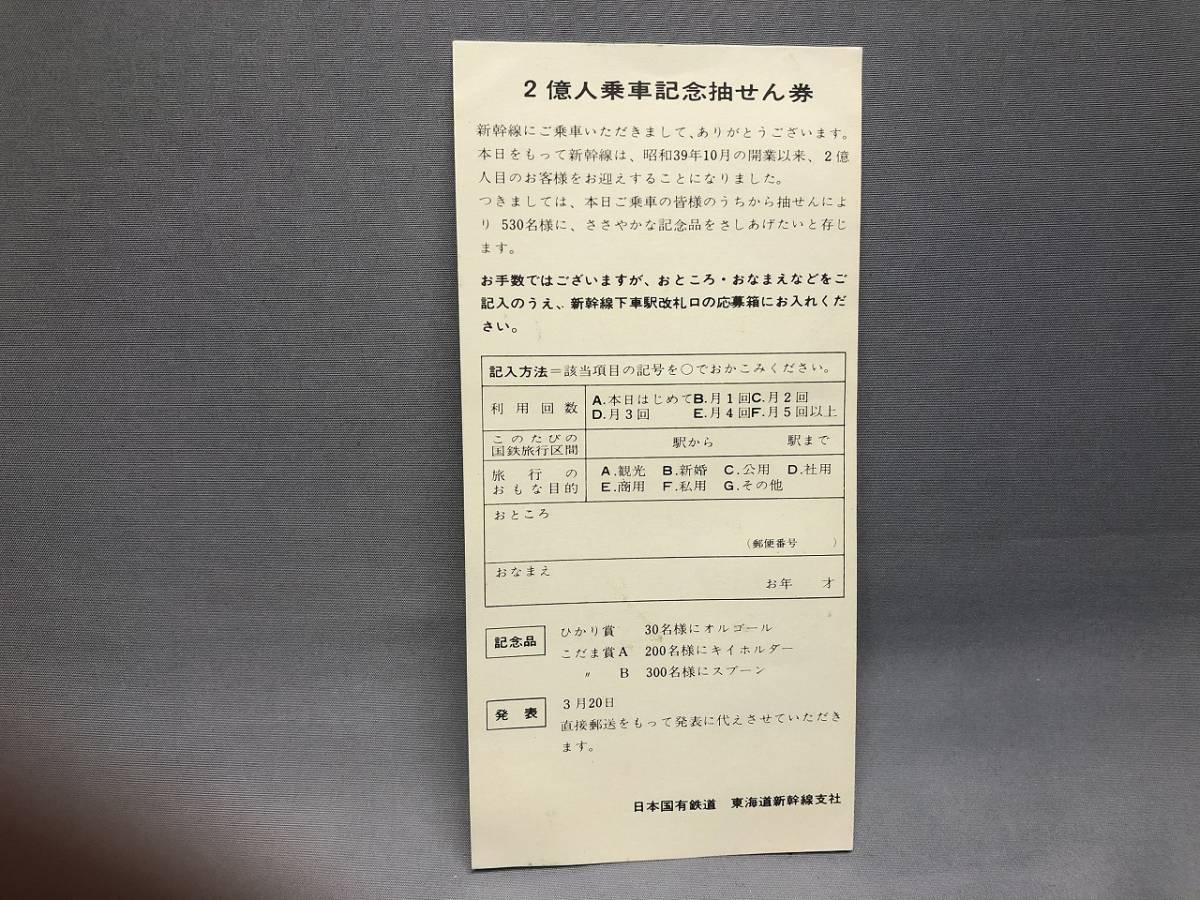 2億人乗車記念抽せん券
新幹線にご乗車いただきまして、ありがとうございます。
本日をもって新幹線は、昭和39年10月の開業以来、2億
人目のお客様をお迎えすることになりました。
つきましては、本日ご乗車の皆様のうちから抽せんによ
り 530名様に、ささやかな記念品をさしあげたいと存じ
ます。
お手数ではございますが、おところ・おなまえなどをご
記入のうえ、新幹線下車駅改札口の応募箱にお入れくだ
さい。
記入方法=該当項目の記号を○でおかこみください。
利用回数 A.本日はじめて B.月1回 C.月2回
D.月3回 E.月4回 F.月5回以上
このたびの
国鉄旅行区間 駅から 駅まで
旅行の
おもな目的
A.観光 B.新婚 C.公用 D.社用
E.商用 F.私用 G.その他
おところ
(郵便番号 )
おなまえ
お年 才
記念品 ひかり賞 30名様にオルゴール
こだま賞A 200名様にキイホルダー
〃 B 300名様にスプーン
発表 3月20日
直接郵送をもって発表に代えさせていただき
ます。
日本国有鉄道 東海道新幹線支社